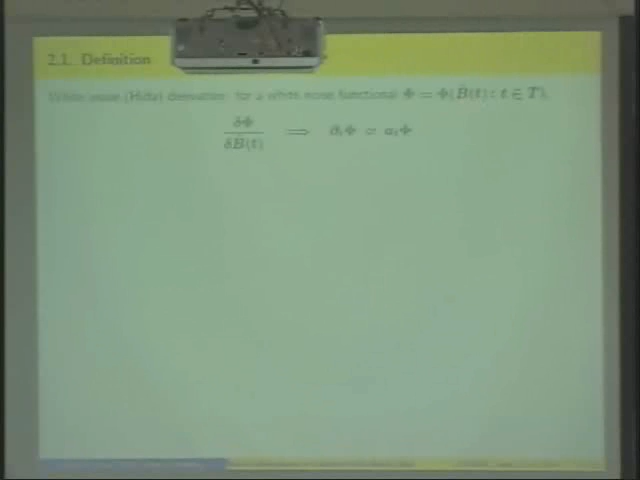 2.1. Definition
White noise (Hida) derivative: for a white noise functional Φ = Φ(Ḃ(t) ; t ∈ T),
δΦ / δḂ(t) ⟹ ∂ₜΦ or aₜΦ